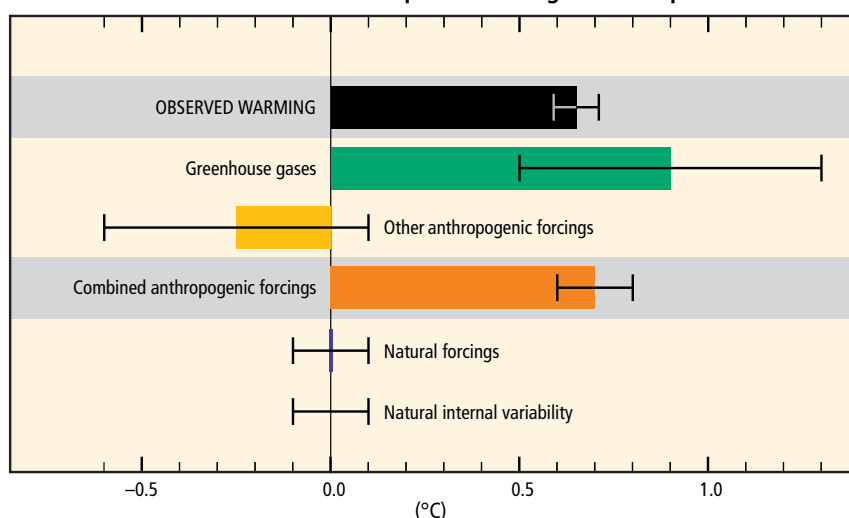 OBSERVED WARMING
Greenhouse gases
Other anthropogenic forcings
Combined anthropogenic forcings
Natural forcings
Natural internal variability
–0.5 0.0 0.5 1.0
(°C)